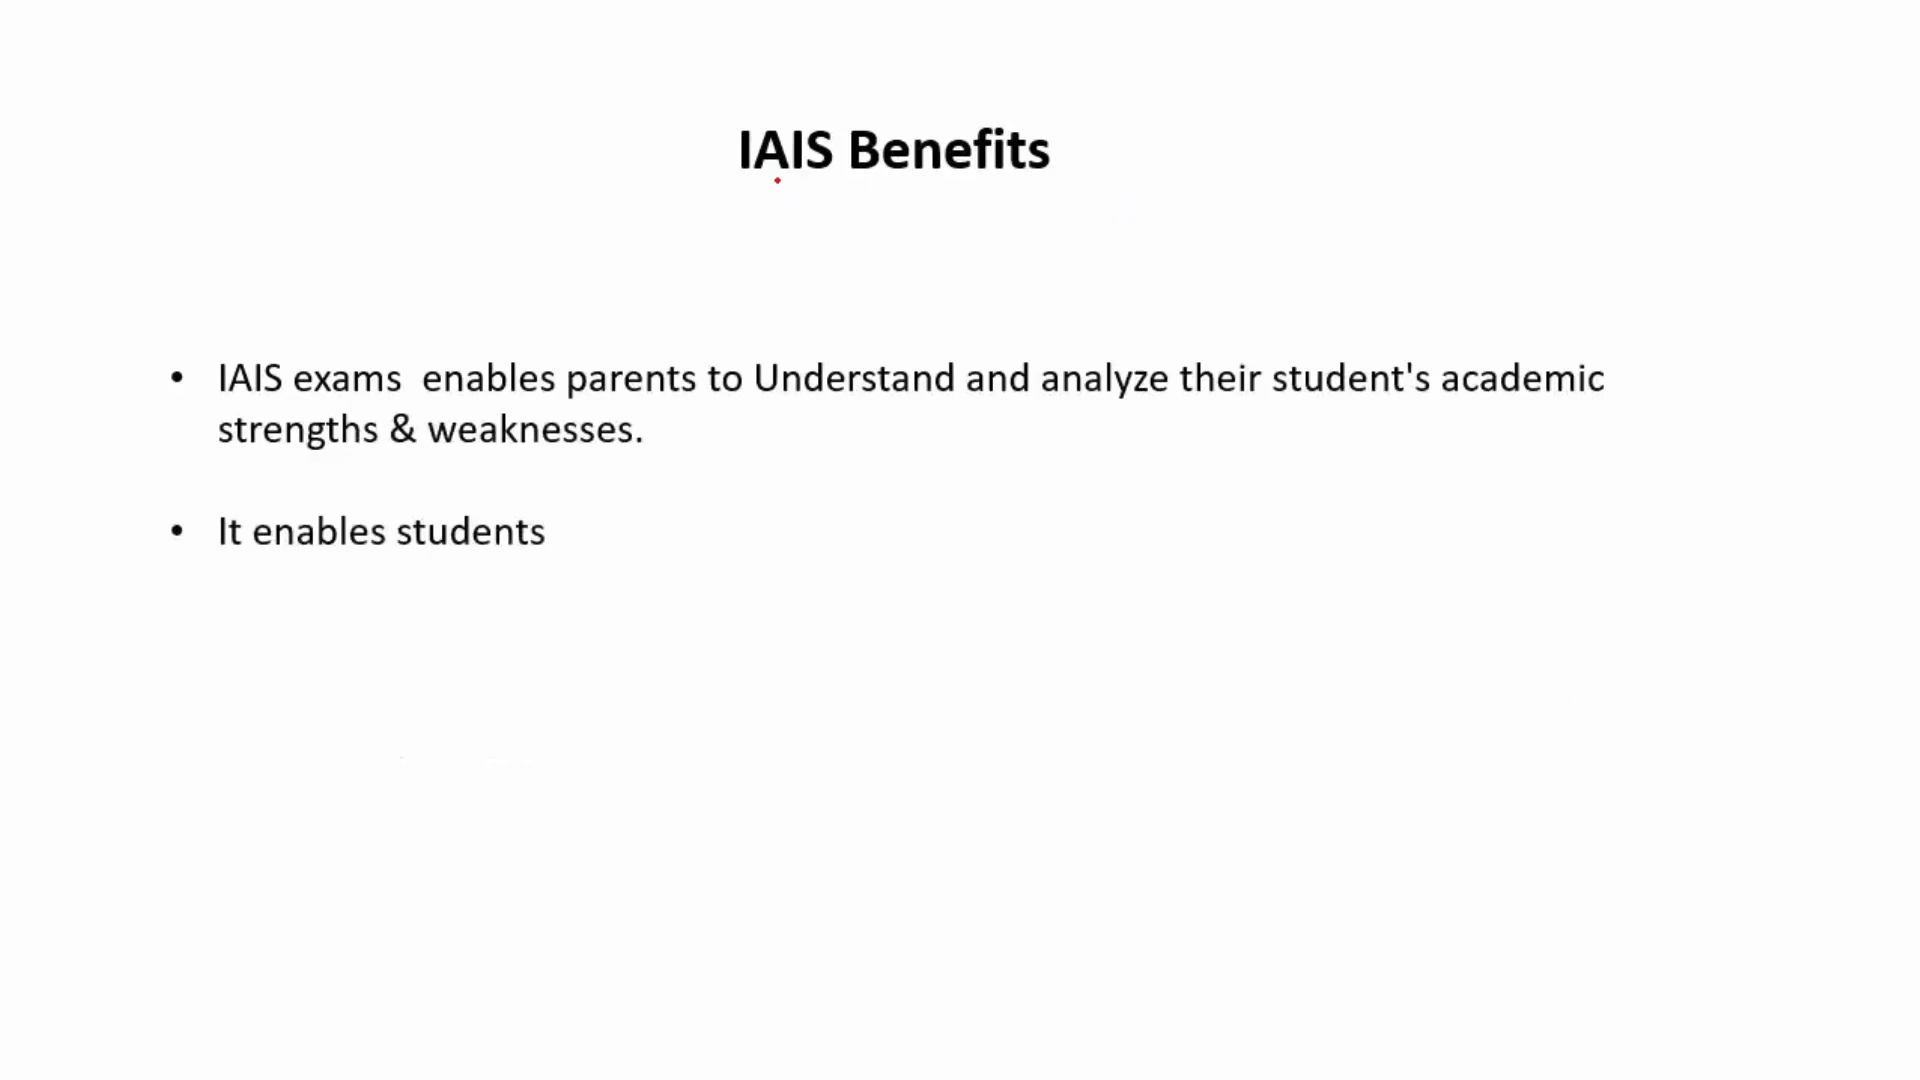 IAIS Benefits
• IAIS exams  enables parents to Understand and analyze their student's academic
strengths & weaknesses.
• It enables students